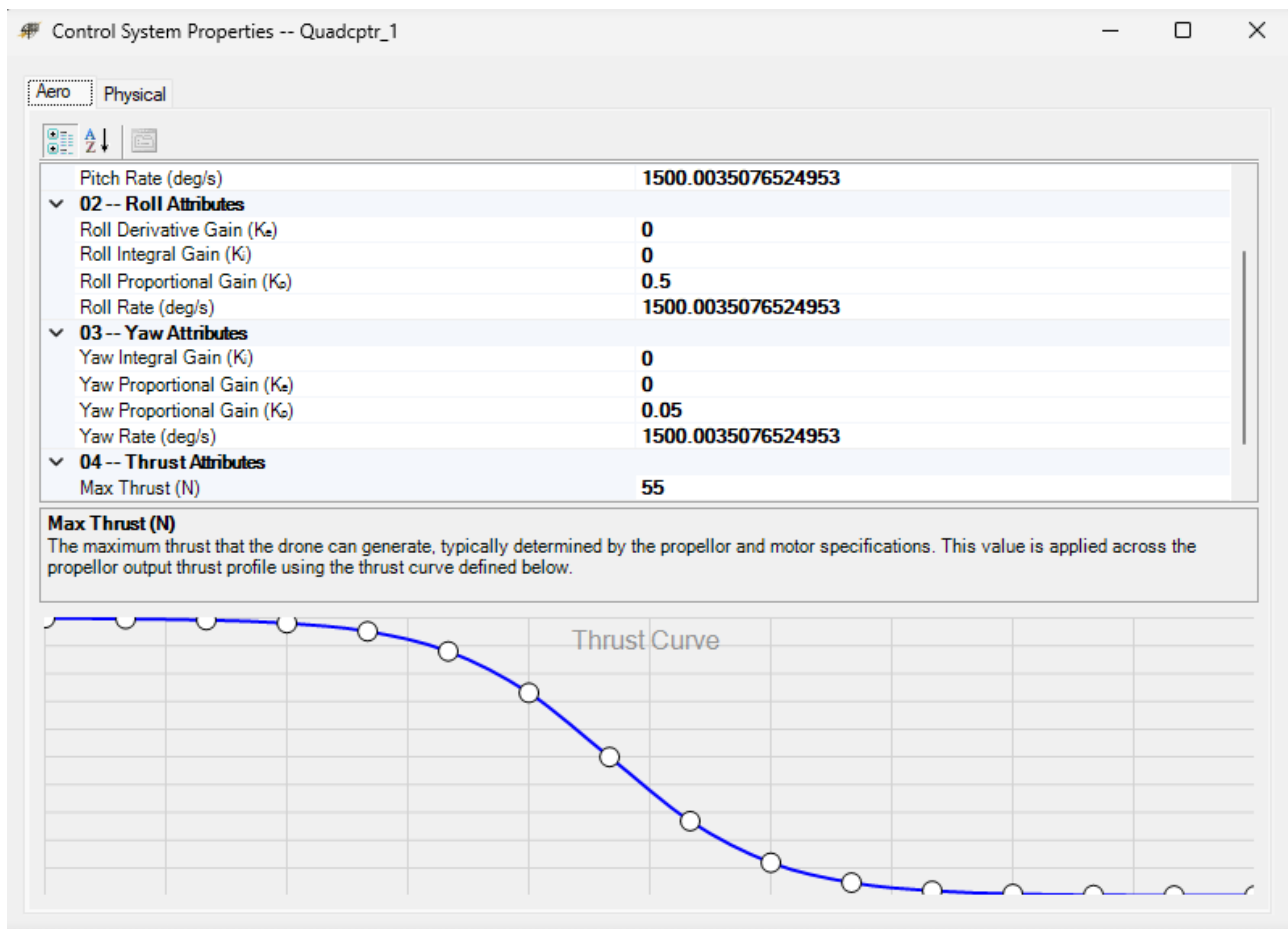 Control System Properties -- Quadcptr_1
Aero Physical
Pitch Rate (deg/s) 1500.0035076524953
02 -- Roll Attributes
Roll Derivative Gain (Kₔ) 0
Roll Integral Gain (Kᵢ) 0
Roll Proportional Gain (Kₚ) 0.5
Roll Rate (deg/s) 1500.0035076524953
03 -- Yaw Attributes
Yaw Integral Gain (Kᵢ) 0
Yaw Proportional Gain (Kₔ) 0
Yaw Proportional Gain (Kₚ) 0.05
Yaw Rate (deg/s) 1500.0035076524953
04 -- Thrust Attributes
Max Thrust (N) 55
Max Thrust (N)
The maximum thrust that the drone can generate, typically determined by the propellor and motor specifications. This value is applied across the
propellor output thrust profile using the thrust curve defined below.
Thrust Curve